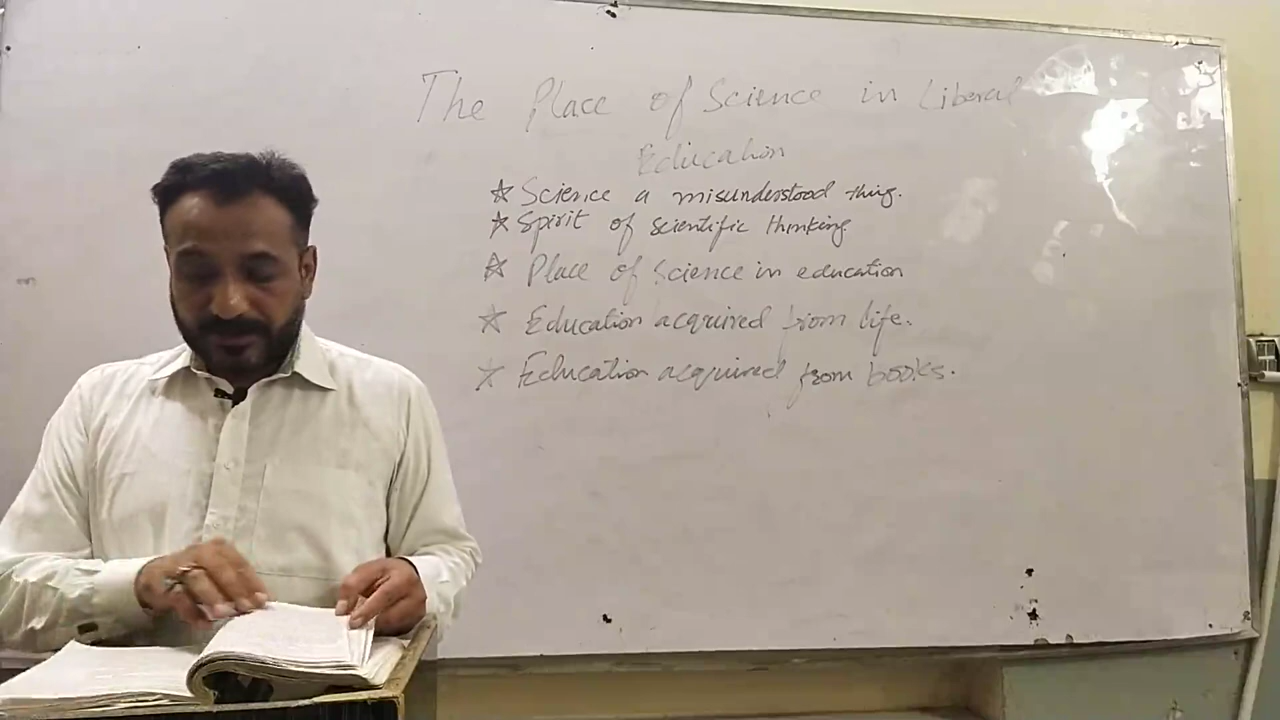 The Place of Science in Liberal
Education
☆ Science a misunderstood thing.
☆ Spirit of scientific thinking
☆ Place of Science in education
☆ Education acquired from life.
☆ Education acquired from books.